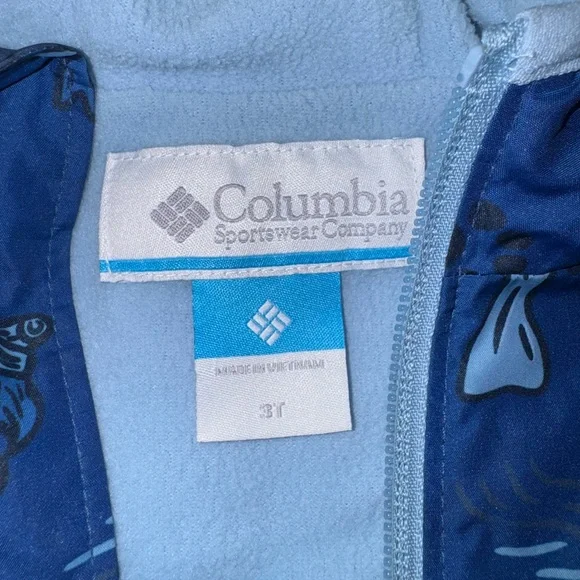 Columbia
Sportswear Company
MADE IN VIETNAM
3T